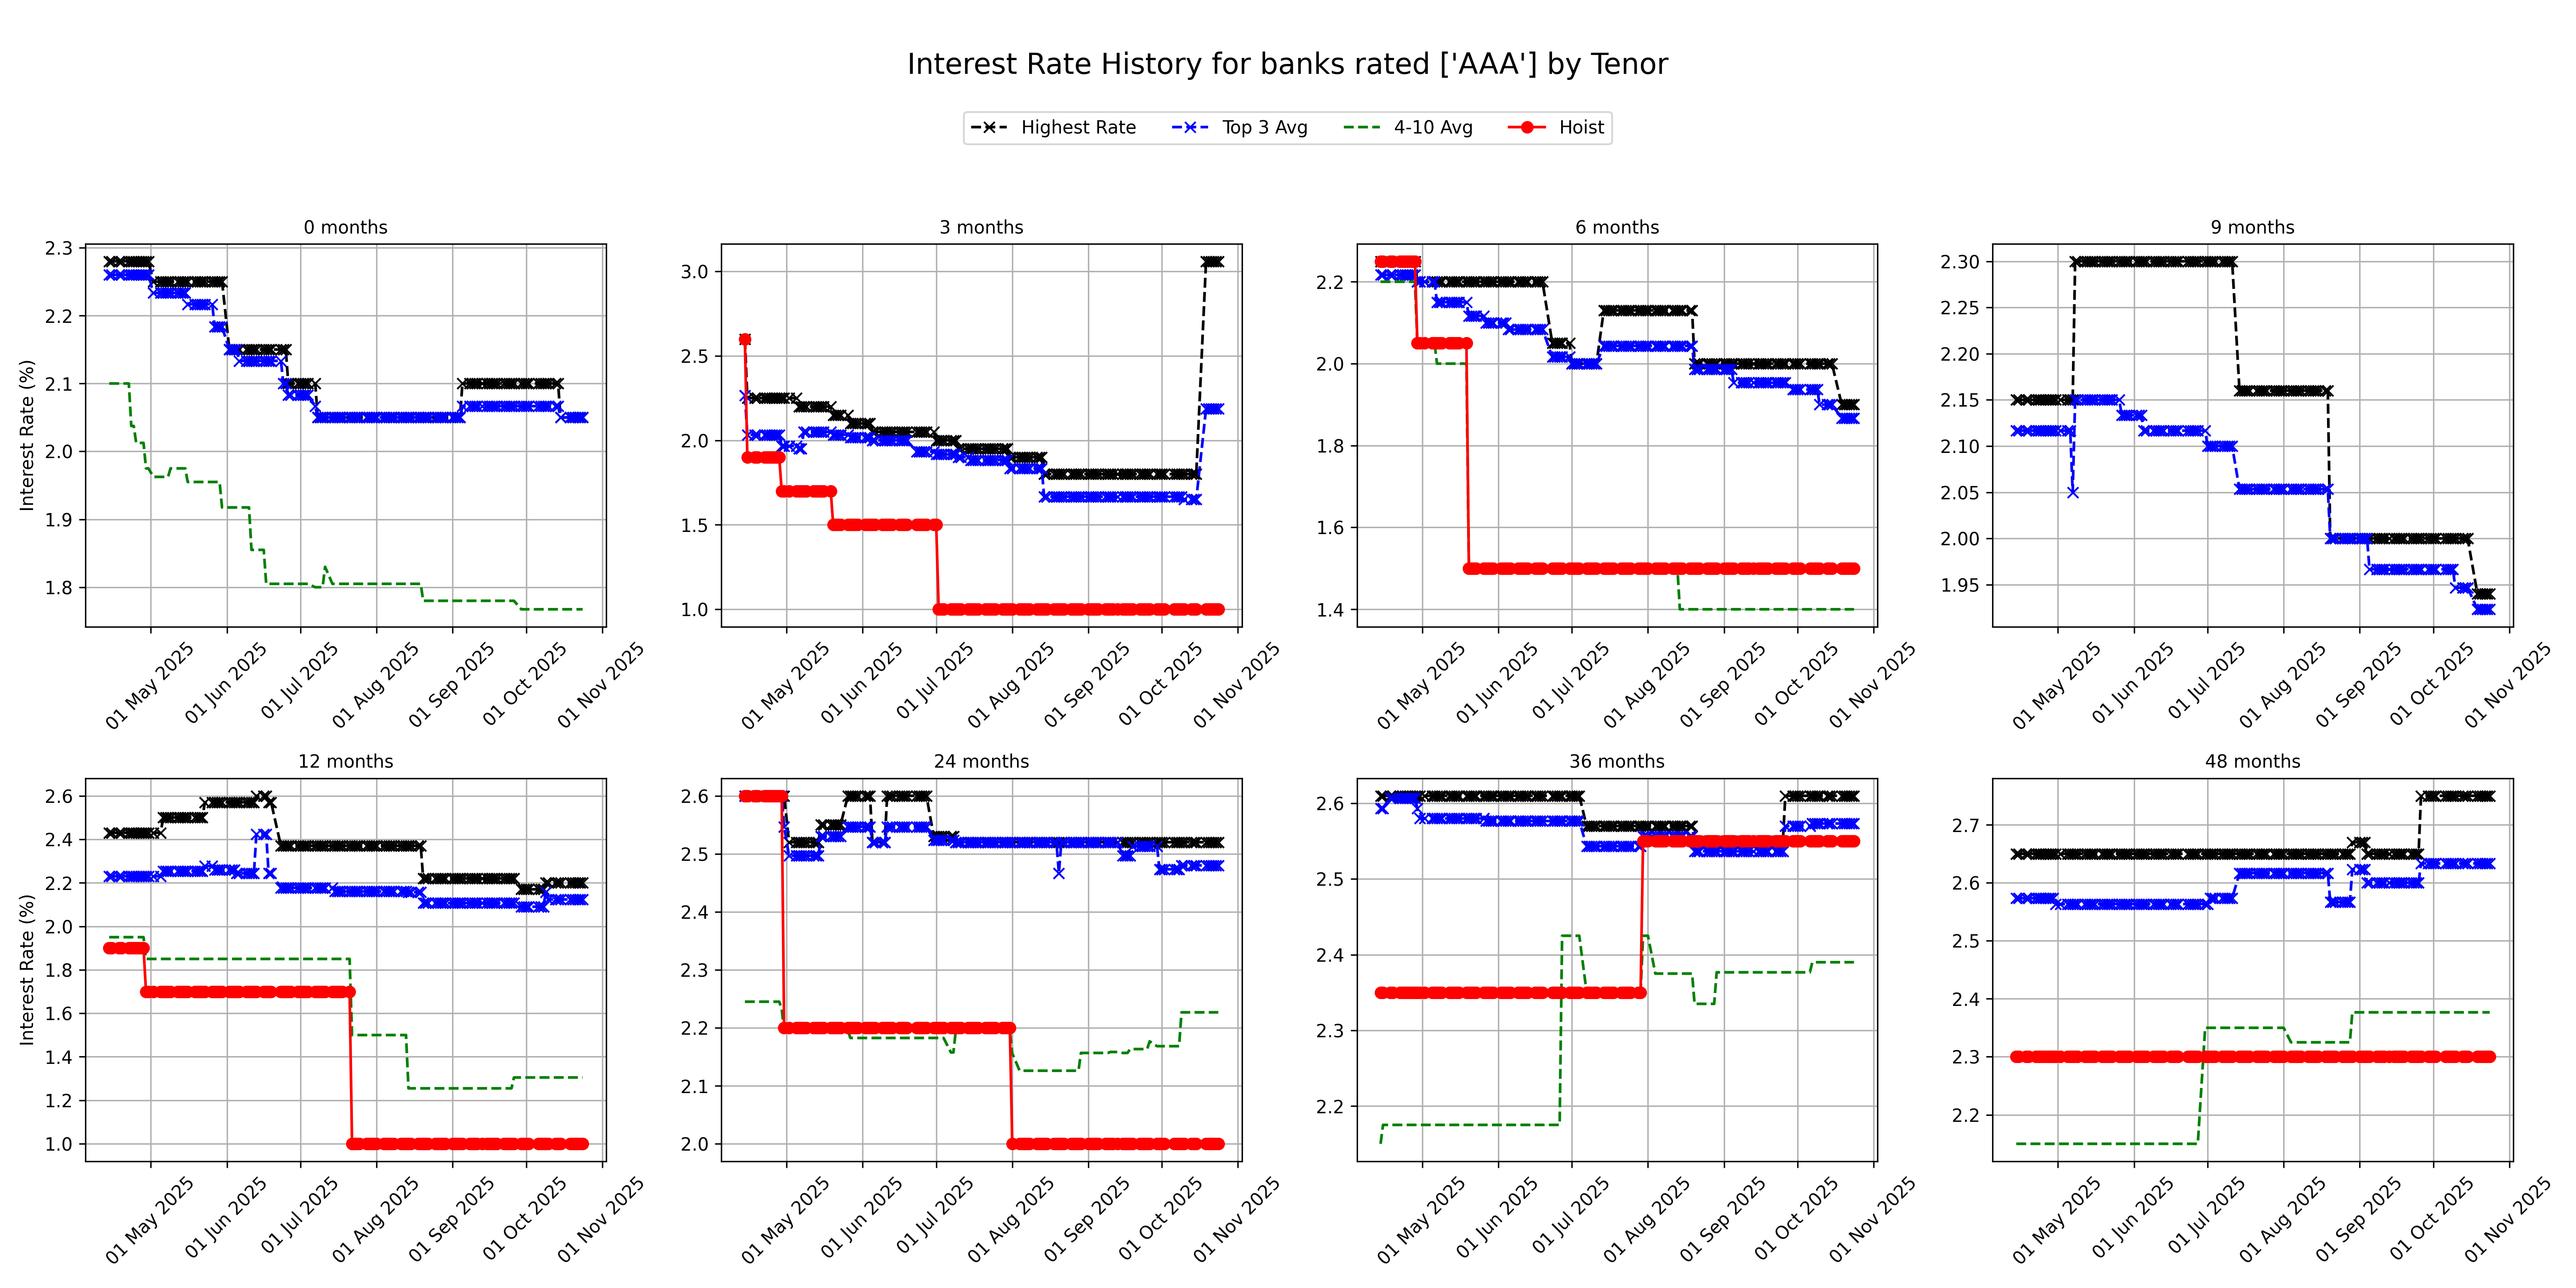 Interest Rate History for banks rated ['AAA'] by Tenor
Highest Rate Top 3 Avg 4-10 Avg Hoist
0 months
Interest Rate (%)
2.3
2.2
2.1
2.0
1.9
1.8
01 May 2025 01 Jun 2025 01 Jul 2025 01 Aug 2025 01 Sep 2025 01 Oct 2025 01 Nov 2025
3 months
3.0
2.5
2.0
1.5
1.0
01 May 2025 01 Jun 2025 01 Jul 2025 01 Aug 2025 01 Sep 2025 01 Oct 2025 01 Nov 2025
6 months
2.2
2.0
1.8
1.6
1.4
01 May 2025 01 Jun 2025 01 Jul 2025 01 Aug 2025 01 Sep 2025 01 Oct 2025 01 Nov 2025
9 months
2.30
2.25
2.20
2.15
2.10
2.05
2.00
1.95
01 May 2025 01 Jun 2025 01 Jul 2025 01 Aug 2025 01 Sep 2025 01 Oct 2025 01 Nov 2025
12 months
Interest Rate (%)
2.6
2.4
2.2
2.0
1.8
1.6
1.4
1.2
1.0
01 May 2025 01 Jun 2025 01 Jul 2025 01 Aug 2025 01 Sep 2025 01 Oct 2025 01 Nov 2025
24 months
2.6
2.5
2.4
2.3
2.2
2.1
2.0
01 May 2025 01 Jun 2025 01 Jul 2025 01 Aug 2025 01 Sep 2025 01 Oct 2025 01 Nov 2025
36 months
2.6
2.5
2.4
2.3
2.2
01 May 2025 01 Jun 2025 01 Jul 2025 01 Aug 2025 01 Sep 2025 01 Oct 2025 01 Nov 2025
48 months
2.7
2.6
2.5
2.4
2.3
2.2
01 May 2025 01 Jun 2025 01 Jul 2025 01 Aug 2025 01 Sep 2025 01 Oct 2025 01 Nov 2025